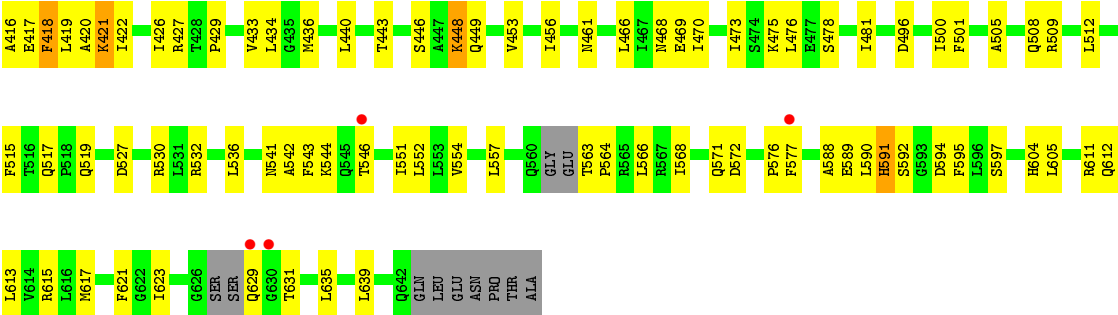 A416 E417 F418 L419 A420 K421 I422 I426 R427 T428 P429 V433 L434 G435 M436 L440 T443 S446 A447 K448 Q449 V453 I456 N461 L466 I467 N468 E469 I470 I473 S474 K475 L476 E477 S478 I481 D496 I500 F501 A505 Q508 R509 L512
F515 T516 Q517 P518 Q519 D527 R530 L531 R532 L536 N541 A542 F543 K544 Q545 T546 I551 L552 L553 V554 L557 Q560 GLY GLU T563 P564 R565 L566 R567 I568 Q571 D572 P576 F577 A588 E589 L590 H591 S592 G593 D594 F595 L596 S597 H604 L605 R611 Q612
L613 V614 R615 L616 M617 F621 G622 I623 G626 SER SER Q629 G630 T631 L635 L639 Q642 GLN LEU GLU ASN PRO THR ALA